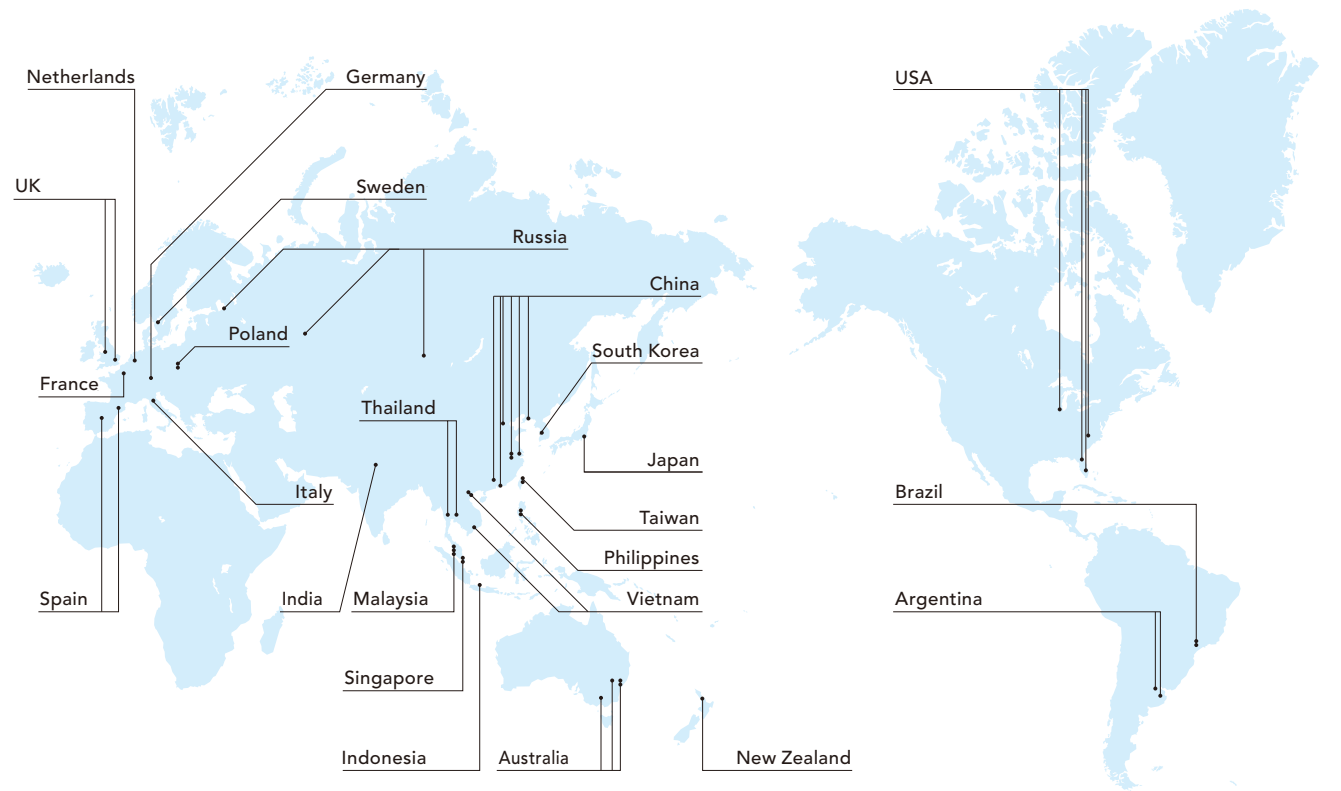 Netherlands
Germany
USA
UK
Sweden
Russia
China
Poland
South Korea
France
Thailand
Japan
Italy
Brazil
Taiwan
Philippines
Spain
India
Malaysia
Vietnam
Argentina
Singapore
Indonesia
Australia
New Zealand